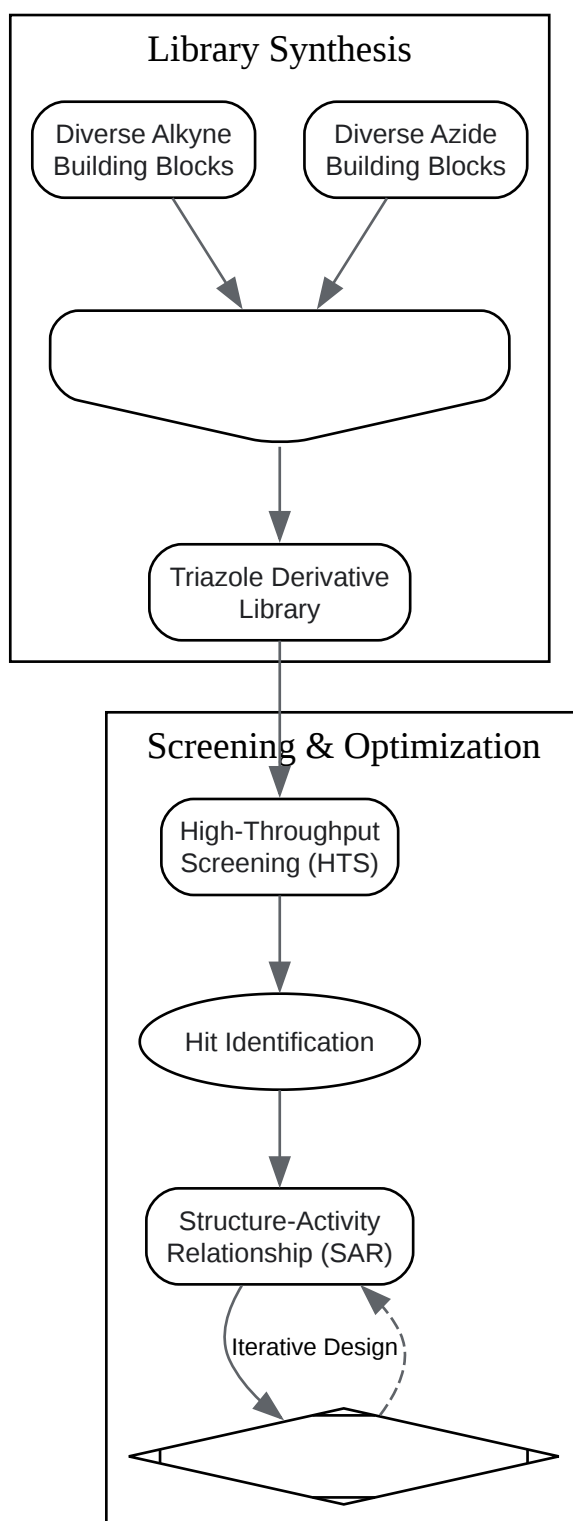 Library Synthesis
Diverse Alkyne
Building Blocks
Diverse Azide
Building Blocks
Triazole Derivative
Library
Screening & Optimization
High-Throughput
Screening (HTS)
Hit Identification
Structure-Activity
Relationship (SAR)
Iterative Design